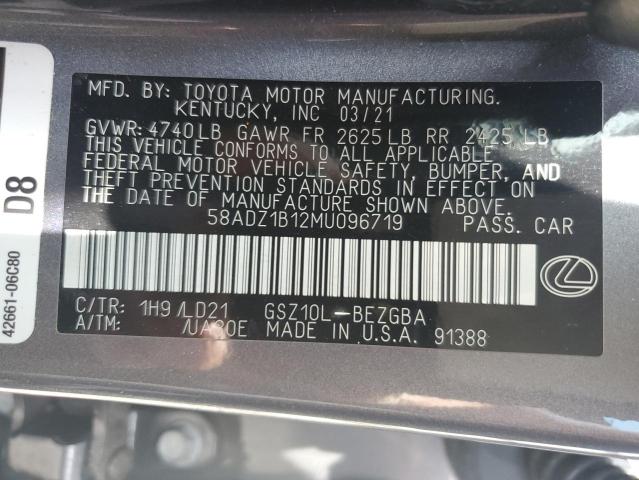 MFD. BY: TOYOTA MOTOR MANUFACTURING.
KENTUCKY, INC 03/21
GVWR: 4740 LB GAWR FR 2625 LB RR 2425 LB
THIS VEHICLE CONFORMS TO ALL APPLICABLE
FEDERAL MOTOR VEHICLE SAFETY, BUMPER, AND
THEFT PREVENTION STANDARDS IN EFFECT ON
THE DATE OF MANUFACTURE SHOWN ABOVE.
58ADZ1B12MU096719 PASS. CAR
C/TR: 1H9 /LD21 GSZ10L-BEZGBA
A/TM: /UA80E MADE IN U.S.A. 91388
D8
42661-06C80